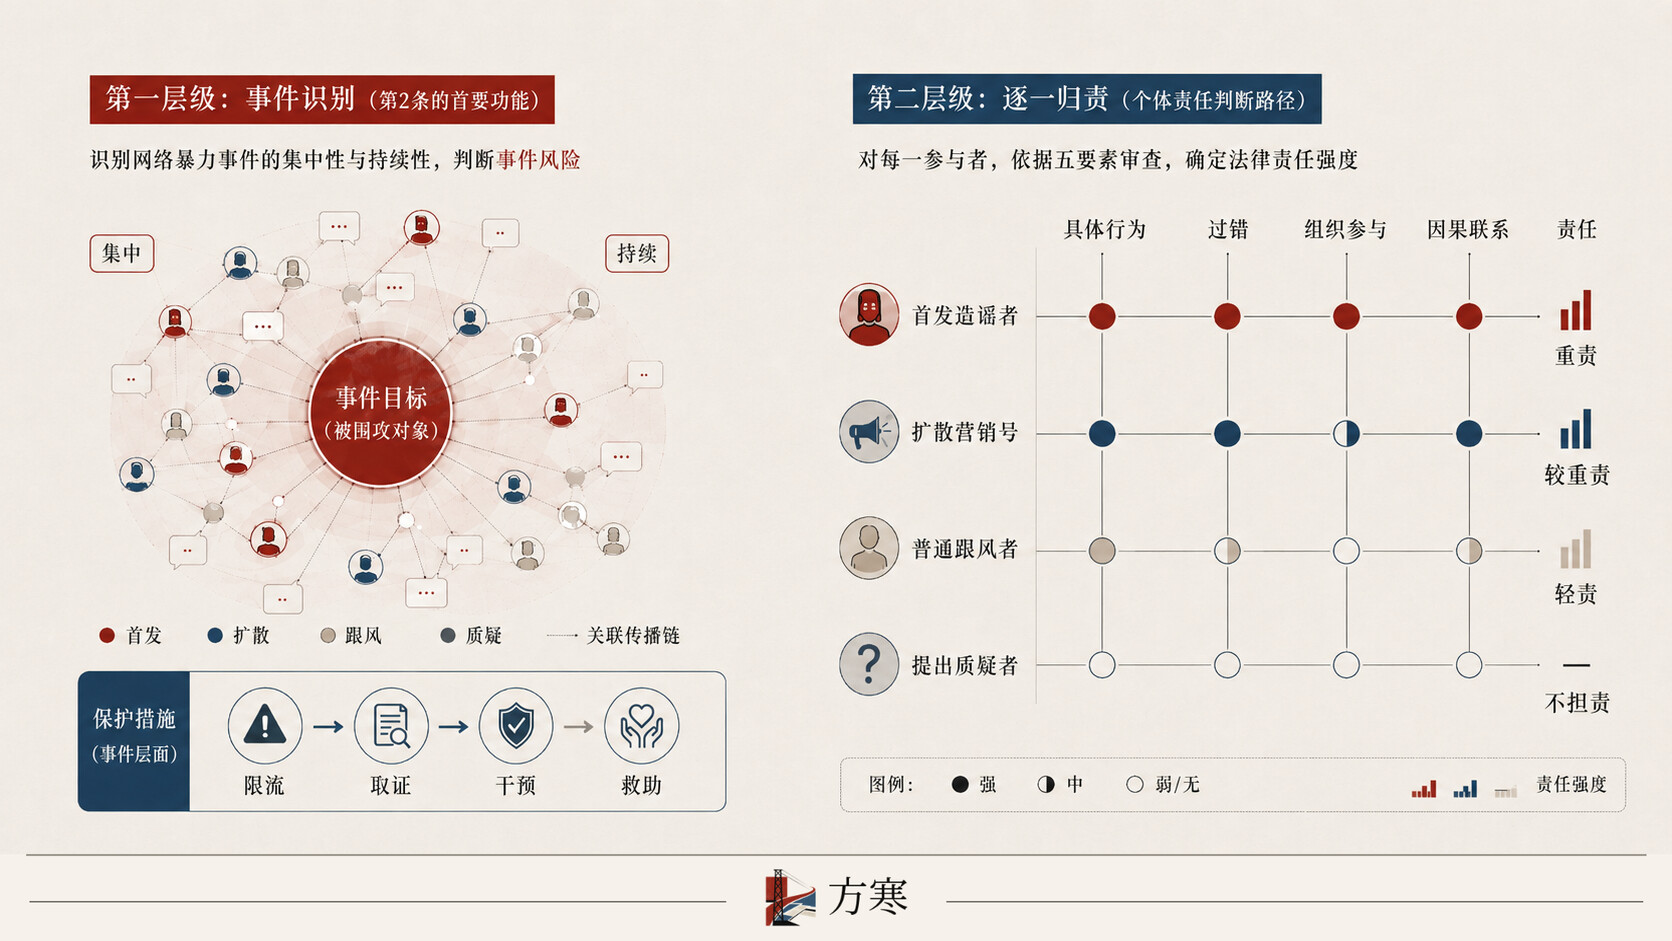 第一层级：事件识别（第2条的首要功能）
识别网络暴力事件的集中性与持续性，判断事件风险
集中
持续
事件目标
（被围攻对象）
首发
扩散
跟风
质疑
关联传播链
保护措施
（事件层面）
限流
取证
干预
救助
第二层级：逐一归责（个体责任判断路径）
对每一参与者，依据五要素审查，确定法律责任强度
具体行为
过错
组织参与
因果联系
责任
首发造谣者
重责
扩散营销号
较重责
普通跟风者
轻责
提出质疑者
不担责
图例：
强
中
弱/无
责任强度
方寒